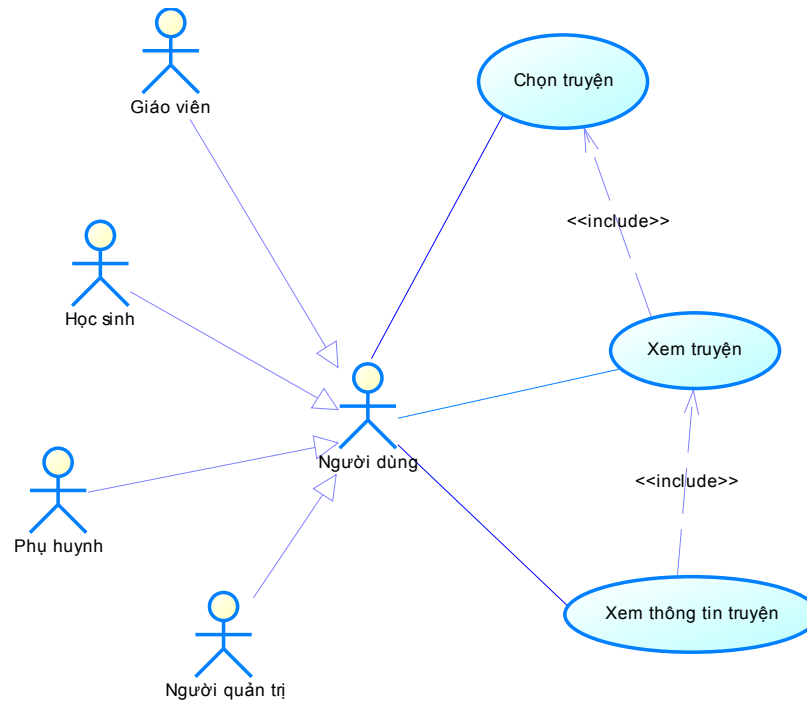 Giáo viên
Chọn truyện
<<include>>
Học sinh
Xem truyện
Người dùng
<<include>>
Phụ huynh
Xem thông tin truyện
Người quản trị